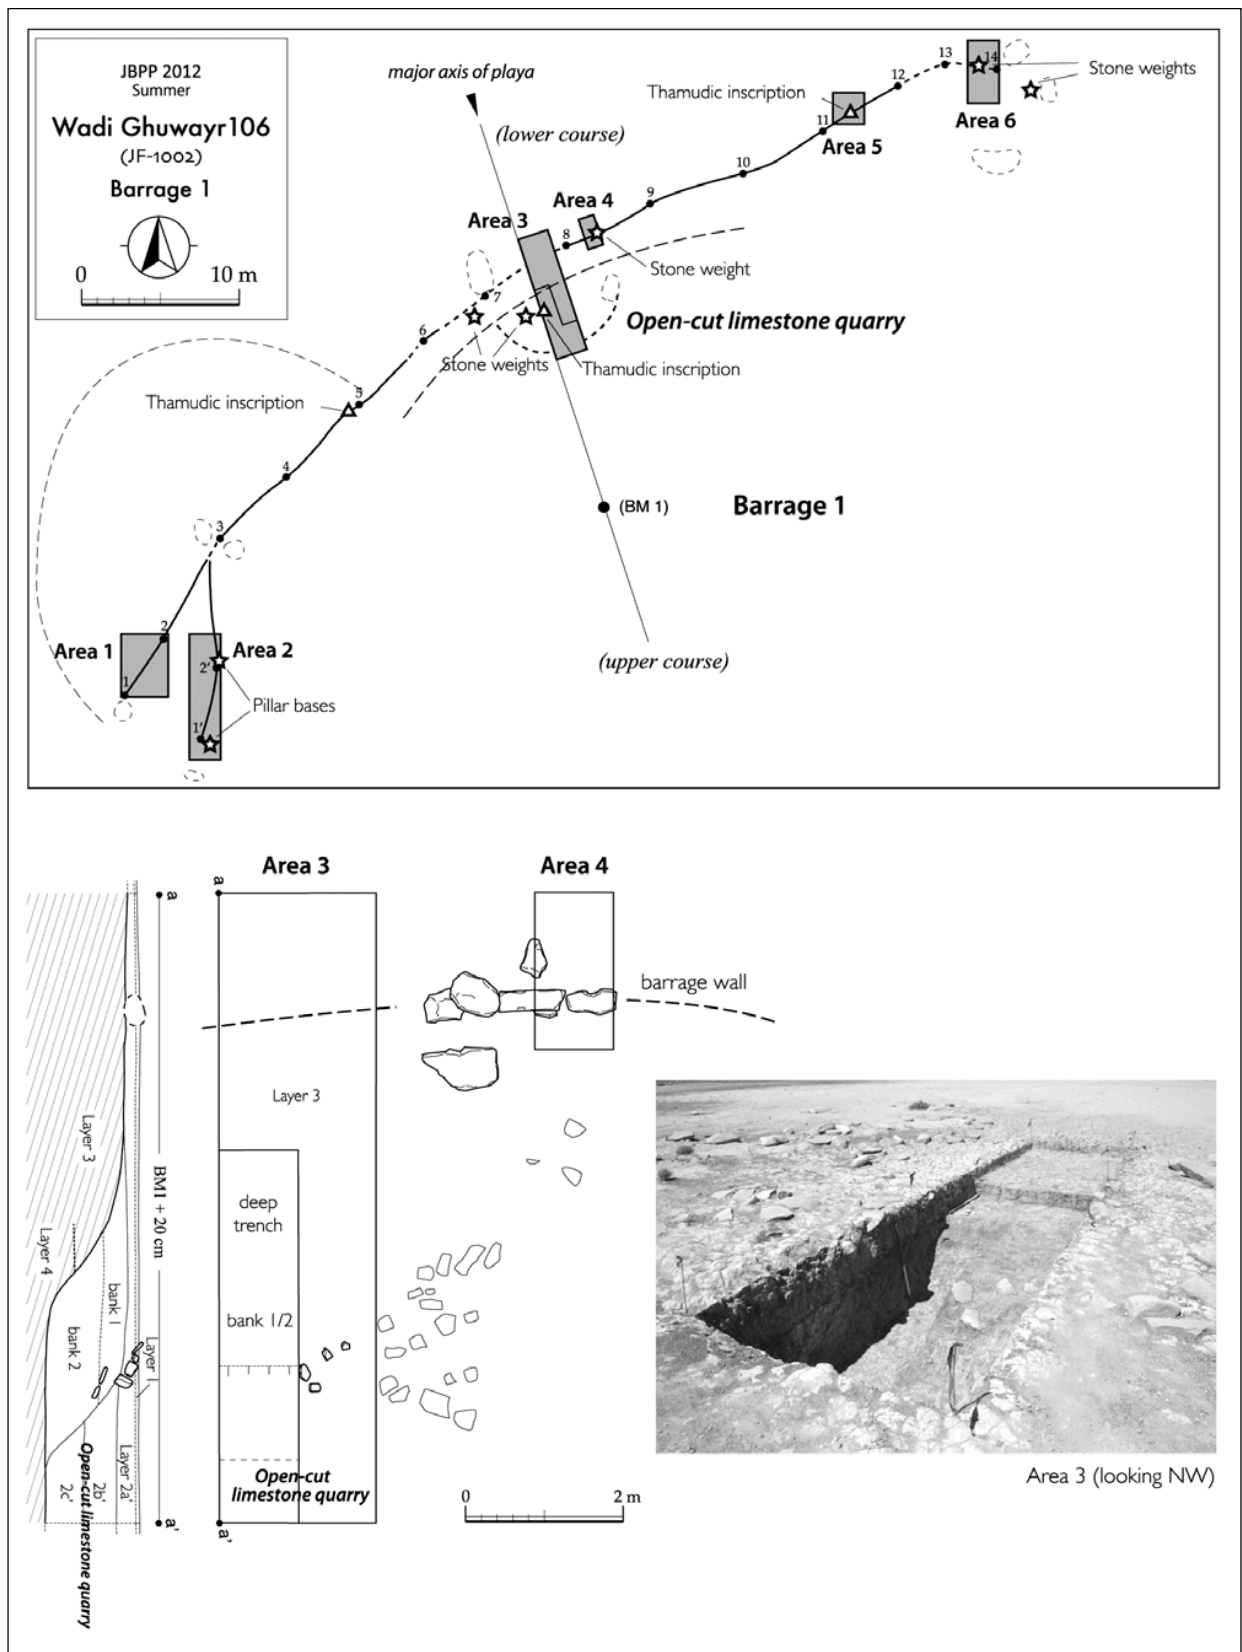 JBPP 2012
Summer
Wadi Ghuwayr106
(JF-1002)
Barrage 1
0 10 m
major axis of playa
(lower course)
Thamudic inscription
11
12
13
14
Stone weights
Area 5
Area 6
10
9
Area 4
Area 3
8
Stone weight
7
6
Open-cut limestone quarry
Stone weights
Thamudic inscription
5
Thamudic inscription
4
(BM 1)
Barrage 1
3
Area 1
2
Area 2
2'
(upper course)
1
Pillar bases
1'
Area 3
Area 4
a
a
barrage wall
Layer 3
Layer 3
BM1 + 20 cm
deep
trench
Layer 4
bank 1
bank 2
bank 1/2
Layer 1
Open-cut
limestone quarry
Layer 2a'
2b'
2c'
Open-cut limestone quarry
a'
a'
0 2 m
Area 3 (looking NW)